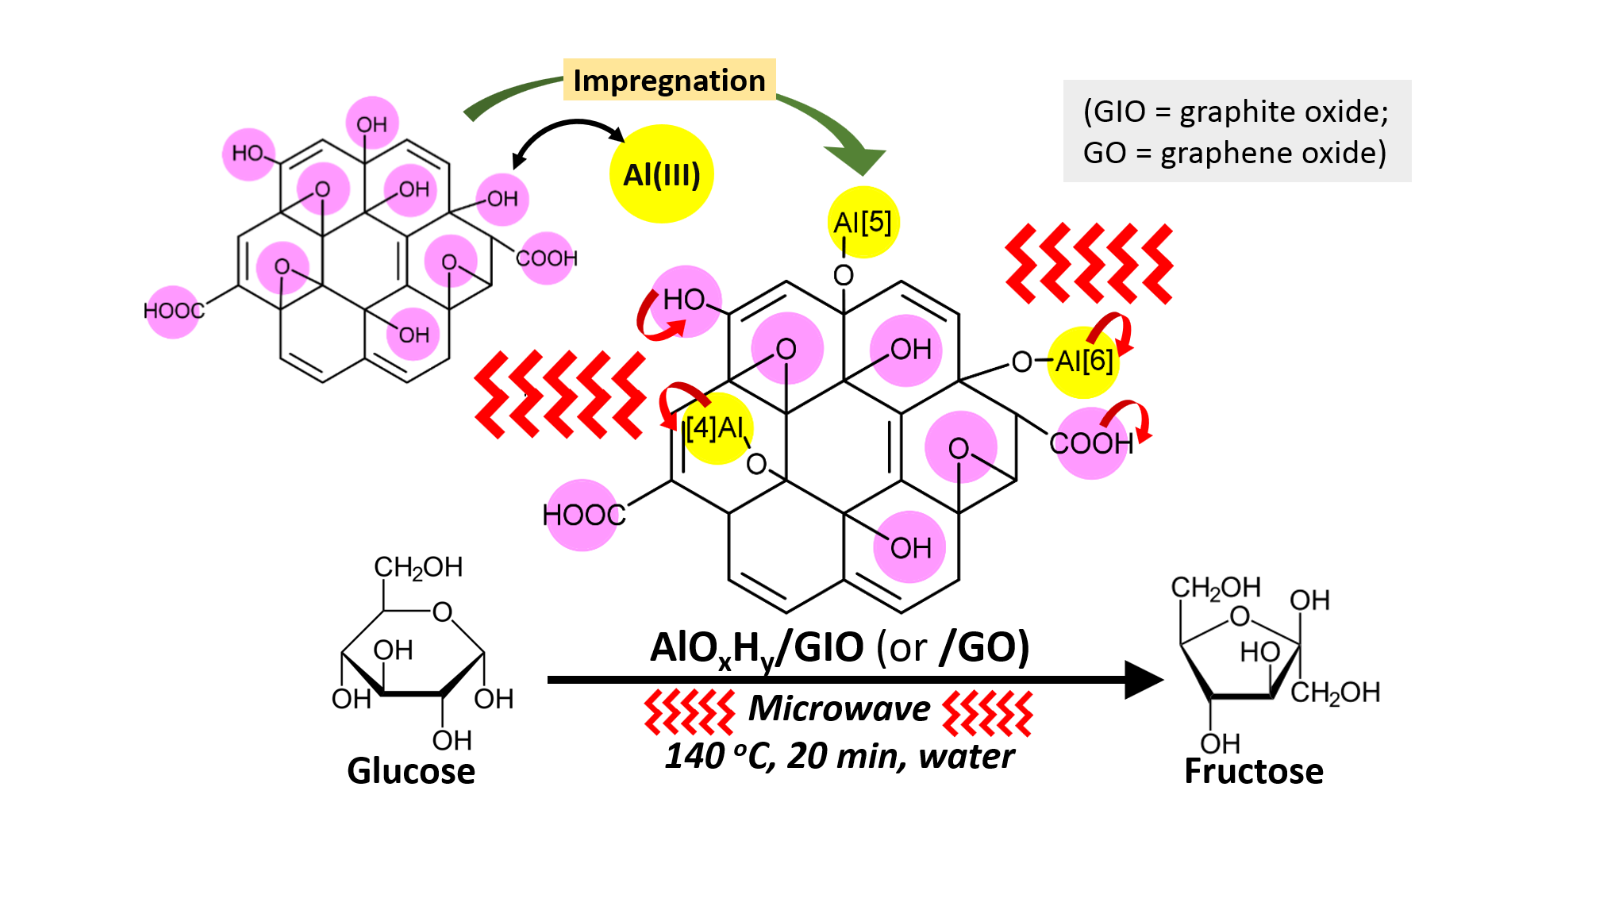 Impregnation
(GIO = graphite oxide;
GO = graphene oxide)
OH
HO
Al(III)
O
OH
OH
O
O
COOH
HOOC
OH
Al[5]
O
HO
O
OH
O
Al[6]
[4]Al
O
O
COOH
HOOC
OH
CH₂OH
O
OH
OH
OH
OH
Glucose
AlOₓHᵧ/GIO (or /GO)
Microwave
140 °C, 20 min, water
CH₂OH
O
OH
HO
CH₂OH
OH
Fructose